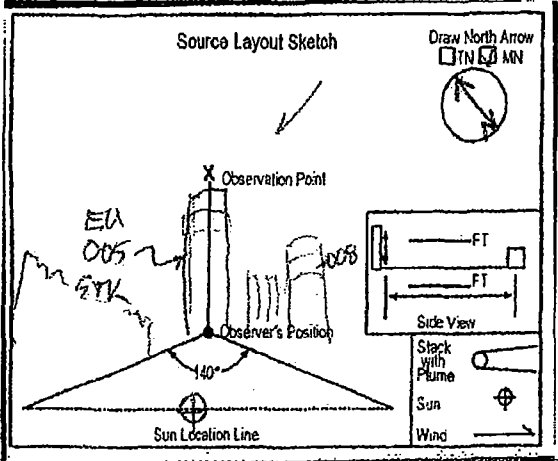 Source Layout Sketch
Draw North Arrow
TN MN
X Observation Point
EU
005
STK
008
FT
FT
Side View
Observer's Position
140°
Sun Location Line
Stack
with
Plume
Sun
Wind